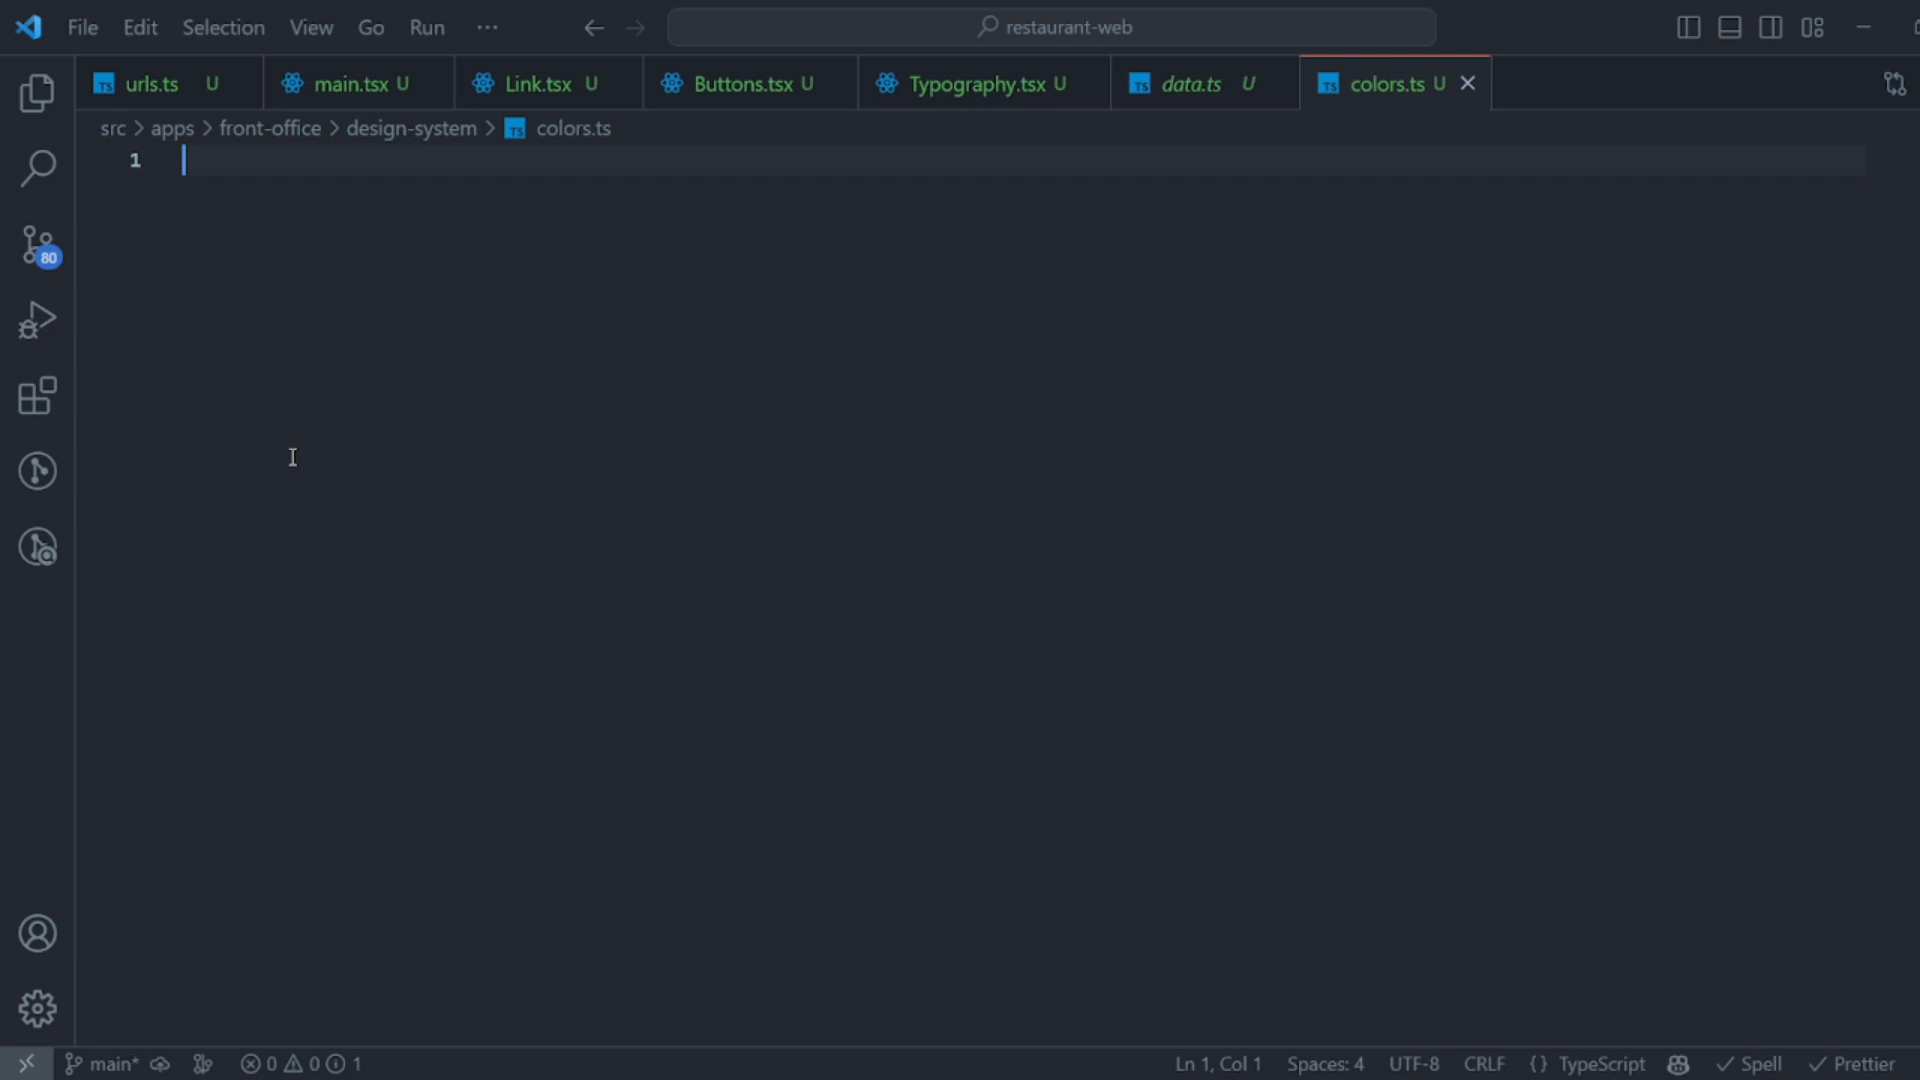 File Edit Selection View Go Run ··· restaurant-web
urls.ts U main.tsx U Link.tsx U Buttons.tsx U Typography.tsx U data.ts U colors.ts U
src > apps > front-office > design-system > TS colors.ts
1
80
main* 0 0 1 Ln 1, Col 1 Spaces: 4 UTF-8 CRLF {} TypeScript Spell Prettier